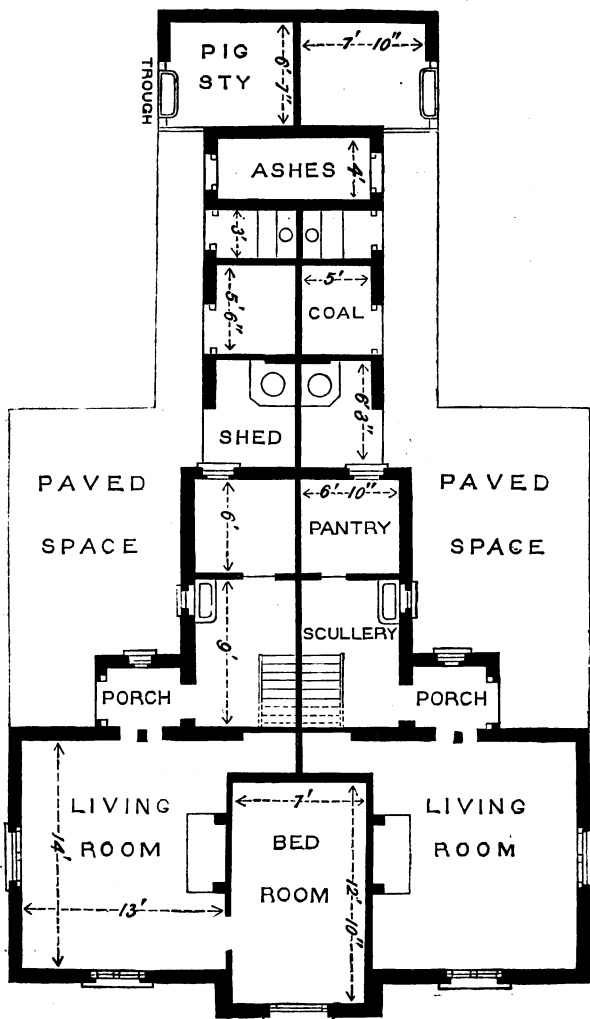 PIG
STY
6' 7"
7' 10"
TROUGH
ASHES
4'
3'
5' 6"
5'
COAL
6' 3"
SHED
PAVED
SPACE
6'
6' 10"
PANTRY
PAVED
SPACE
9'
SCULLERY
PORCH
PORCH
LIVING
ROOM
14'
13'
7'
BED
ROOM
12' 10"
LIVING
ROOM